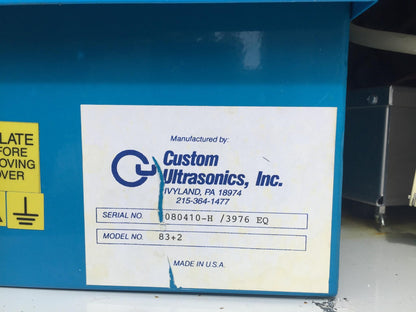 LATE
FORE
OVING
OVER
Manufactured by:
Custom
Ultrasonics, Inc.
IVYLAND, PA 18974
215-364-1477
SERIAL NO. 080410-H /3976 EQ
MODEL NO. 83+2
MADE IN U.S.A.